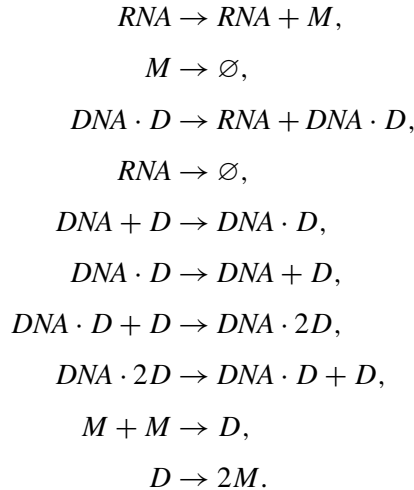 RNA → RNA + M,
M → ∅,
DNA · D → RNA + DNA · D,
RNA → ∅,
DNA + D → DNA · D,
DNA · D → DNA + D,
DNA · D + D → DNA · 2D,
DNA · 2D → DNA · D + D,
M + M → D,
D → 2M.